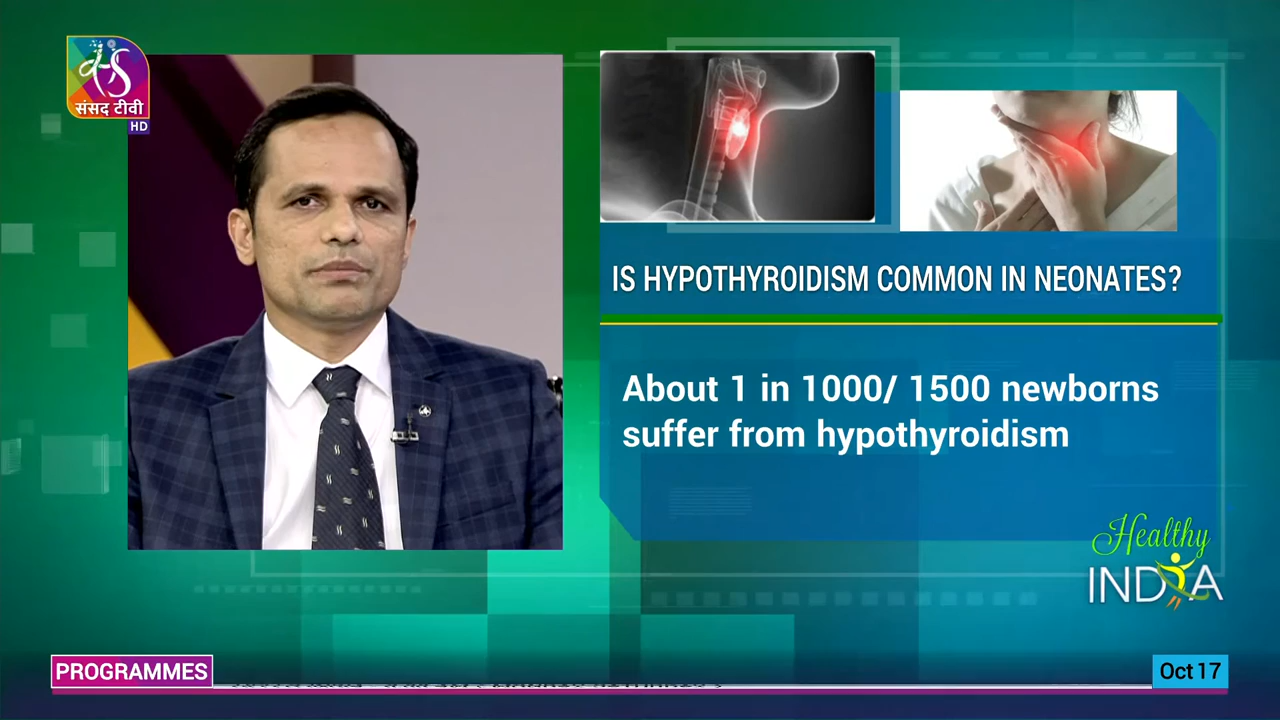 संसद टीवी
HD
IS HYPOTHYROIDISM COMMON IN NEONATES?
About 1 in 1000/ 1500 newborns
suffer from hypothyroidism
Healthy
INDIA
PROGRAMMES
Oct 17